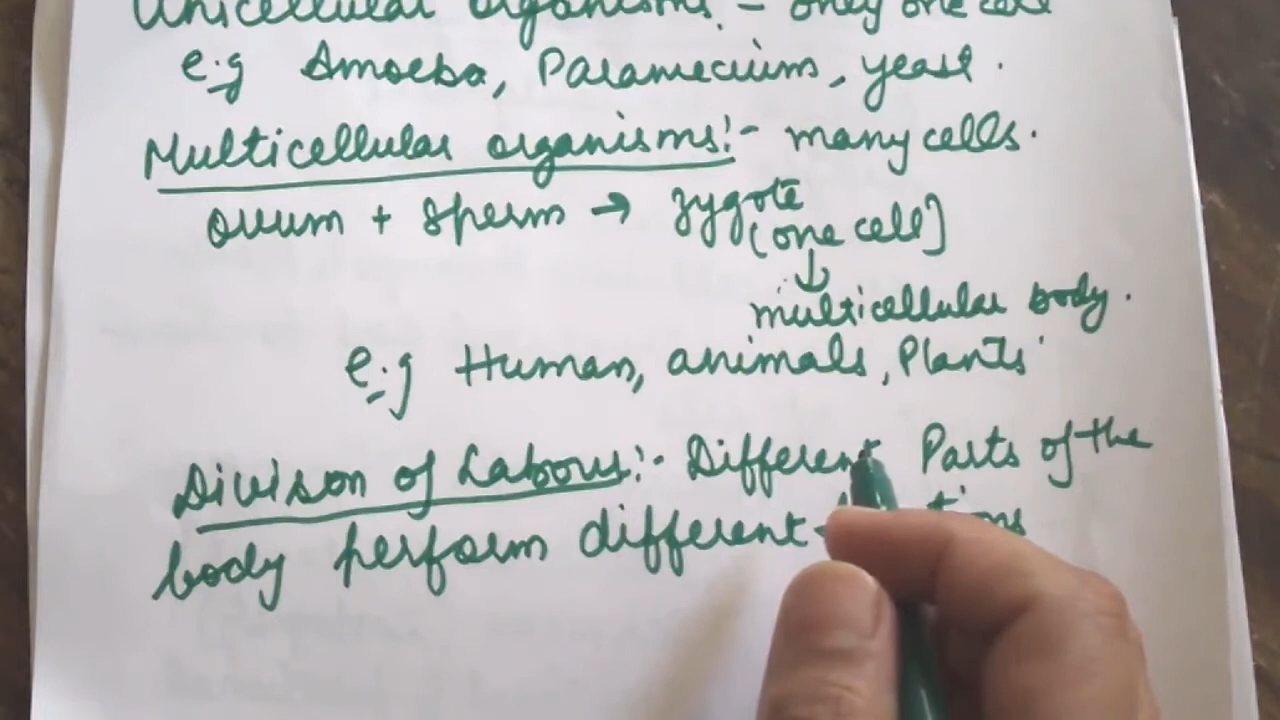 Unicellular organisms - only one cell
e.g Amoeba, Paramecium, yeast.
Multicellular organisms:- many cells.
ovum + sperm → zygote
(one cell]
↓
multicellular body.
e.g Human, animals, Plants
Divison of Labour:- Different Parts of the
body perform different